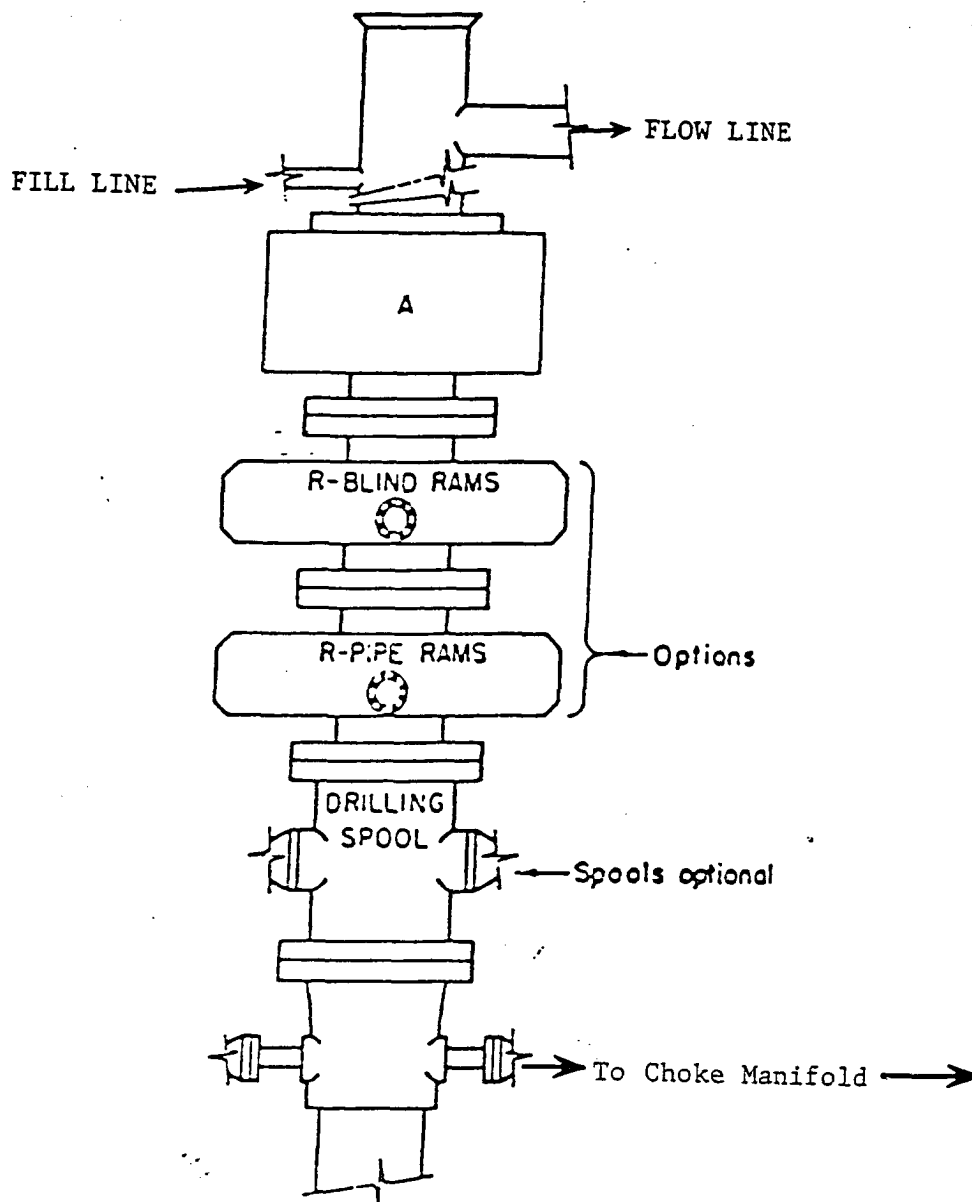 FLOW LINE
FILL LINE
A
R-BLIND RAMS
R-PIPE RAMS
Options
DRILLING
SPOOL
Spools optional
To Choke Manifold